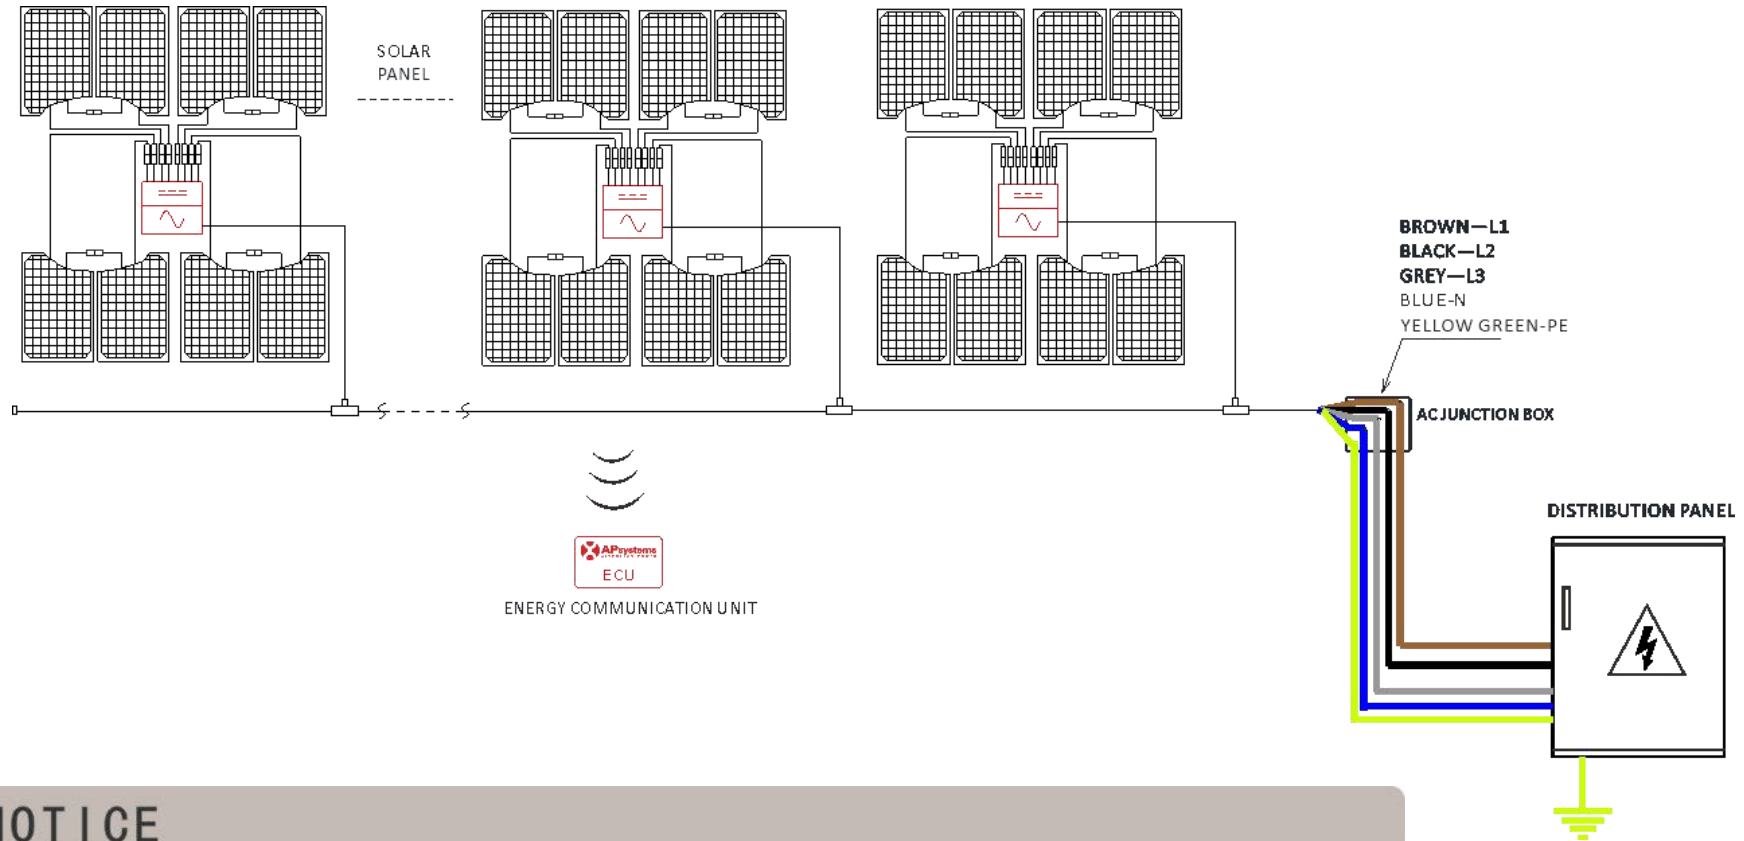 SOLAR
PANEL
BROWN—L1
BLACK—L2
GREY—L3
BLUE-N
YELLOW GREEN-PE
AC JUNCTION BOX
DISTRIBUTION PANEL
APsystems
ECU
ENERGY COMMUNICATION UNIT
NOTICE